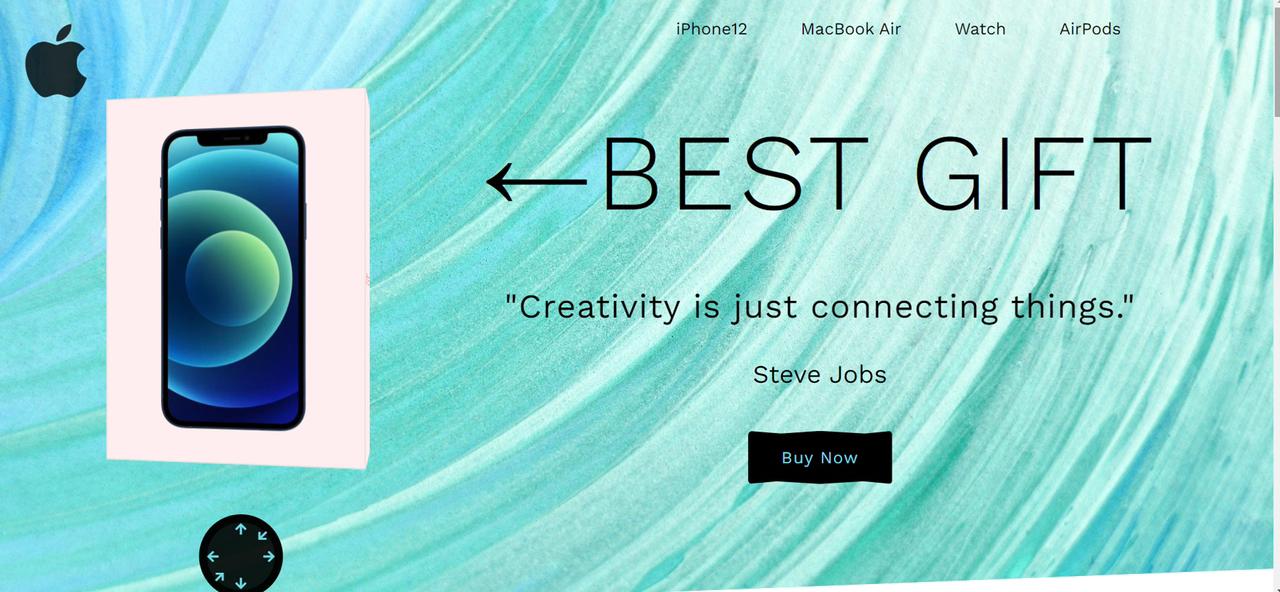 iPhone12 MacBook Air Watch AirPods
←BEST GIFT
"Creativity is just connecting things."
Steve Jobs
Buy Now